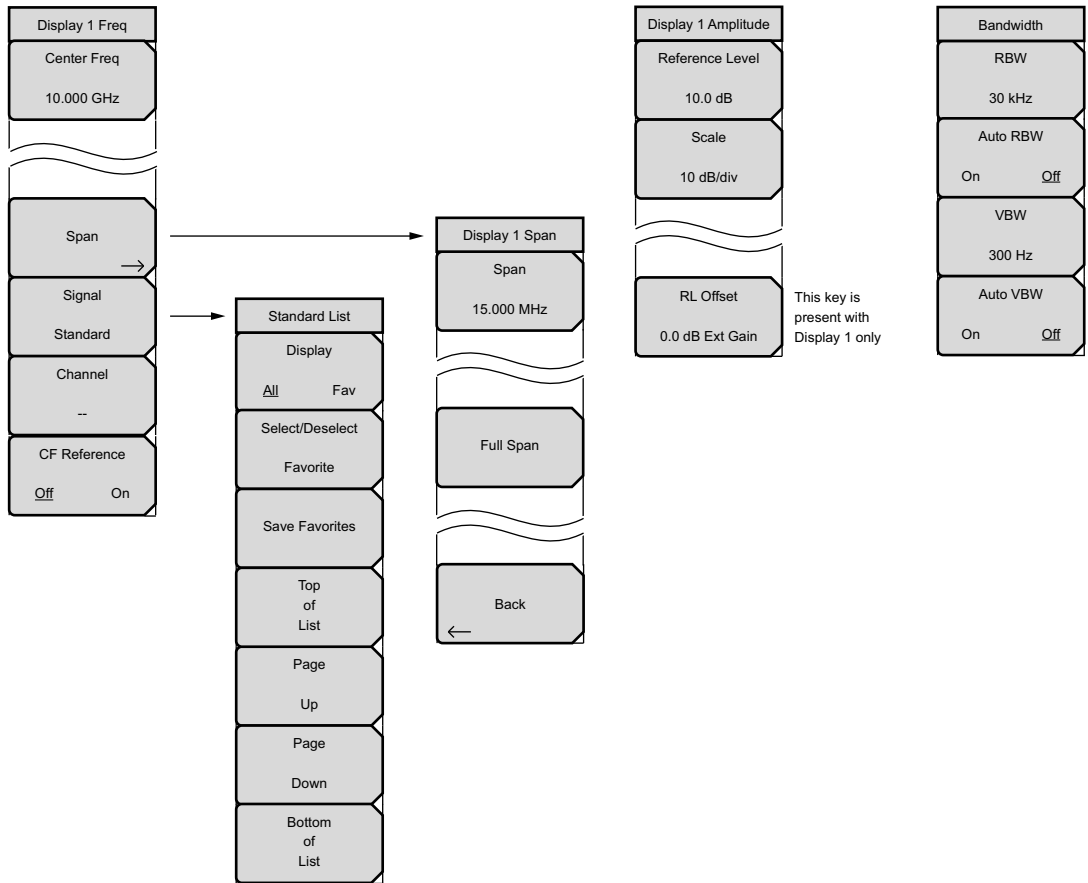 Display 1 Freq
Center Freq
10.000 GHz
Span
Signal
Standard
Channel
--
CF Reference
Off On
Standard List
Display
All Fav
Select/Deselect
Favorite
Save Favorites
Top
of
List
Page
Up
Page
Down
Bottom
of
List
Display 1 Span
Span
15.000 MHz
Full Span
Back
Display 1 Amplitude
Reference Level
10.0 dB
Scale
10 dB/div
RL Offset
0.0 dB Ext Gain
This key is
present with
Display 1 only
Bandwidth
RBW
30 kHz
Auto RBW
On Off
VBW
300 Hz
Auto VBW
On Off